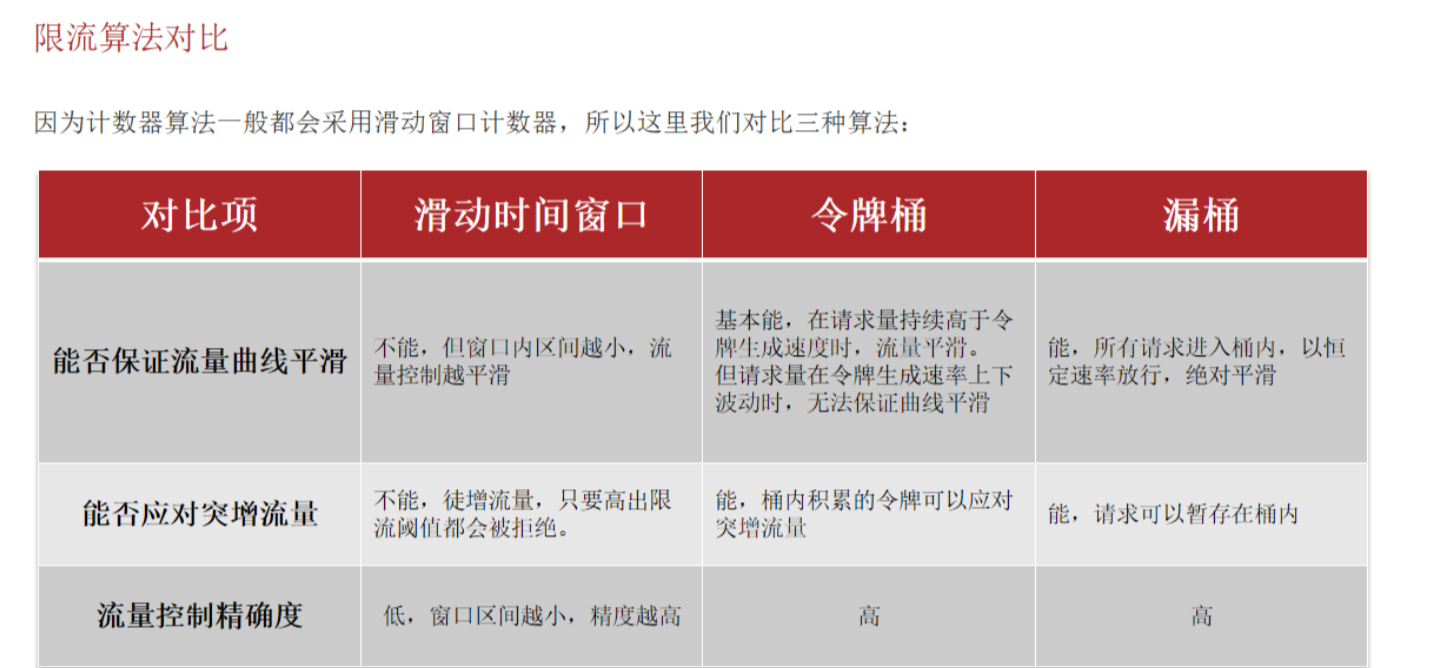 限流算法对比
因为计数器算法一般都会采用滑动窗口计数器，所以这里我们对比三种算法：
对比项
滑动时间窗口
令牌桶
漏桶
能否保证流量曲线平滑
不能，但窗口内区间越小，流
量控制越平滑
基本能，在请求量持续高于令
牌生成速度时，流量平滑。
但请求量在令牌生成速率上下
波动时，无法保证曲线平滑
能，所有请求进入桶内，以恒
定速率放行，绝对平滑
能否应对突增流量
不能，徒增流量，只要高出限
流阈值都会被拒绝。
能，桶内积累的令牌可以应对
突增流量
能，请求可以暂存在桶内
流量控制精确度
低，窗口区间越小，精度越高
高
高